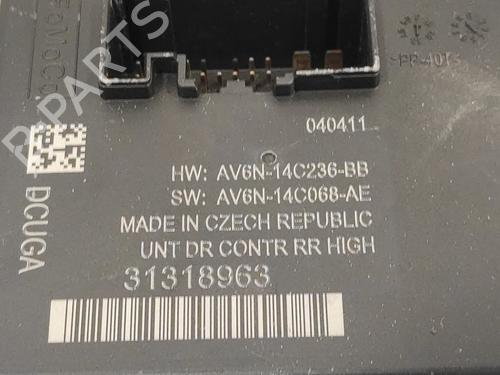 FoMoCo
B-PARTS
040411
HW: AV6N-14C236-BB
SW: AV6N-14C068-AE
MADE IN CZECH REPUBLIC
UNT DR CONTR RR HIGH
31318963
DCUGA